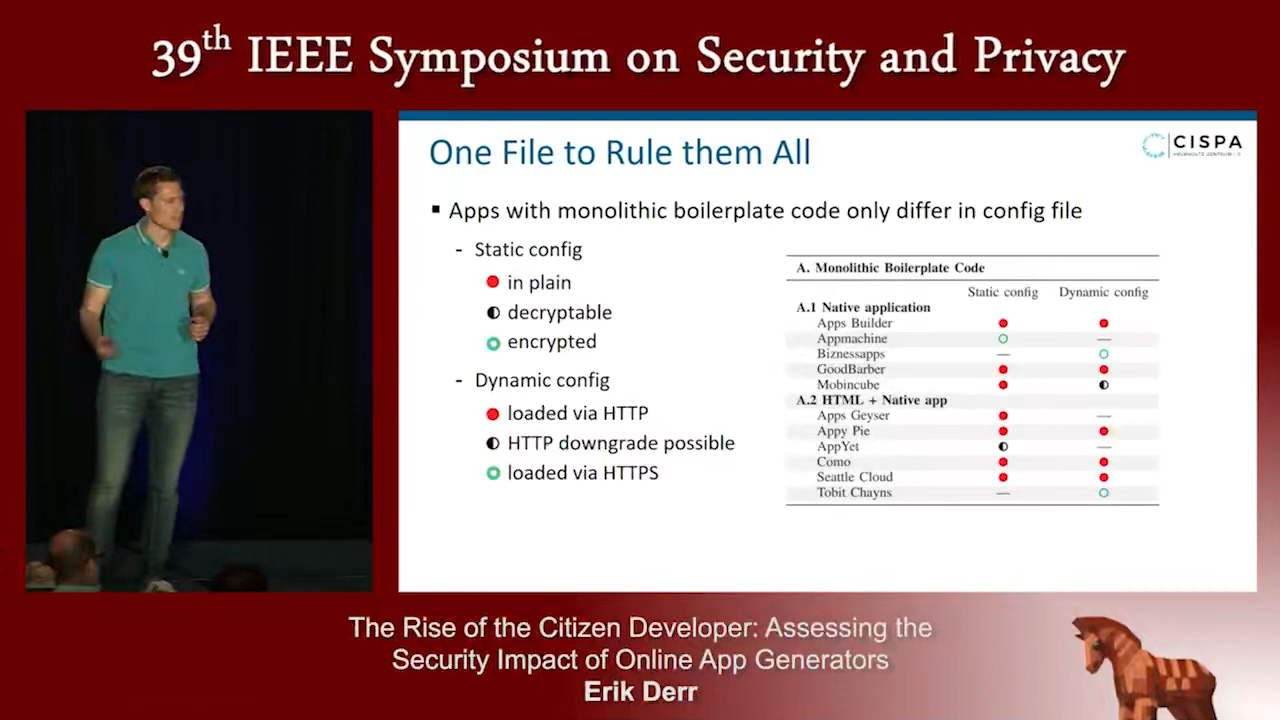 39th IEEE Symposium on Security and Privacy
One File to Rule them All
CISPA
▪ Apps with monolithic boilerplate code only differ in config file
- Static config
in plain
decryptable
encrypted
- Dynamic config
loaded via HTTP
HTTP downgrade possible
loaded via HTTPS
A. Monolithic Boilerplate Code
Static config Dynamic config
A.1 Native application
Apps Builder
Appmachine —
Biznessapps —
GoodBarber
Mobincube
A.2 HTML + Native app
Apps Geyser —
Appy Pie
AppYet —
Como
Seattle Cloud
Tobit Chayns —
The Rise of the Citizen Developer: Assessing the
Security Impact of Online App Generators
Erik Derr